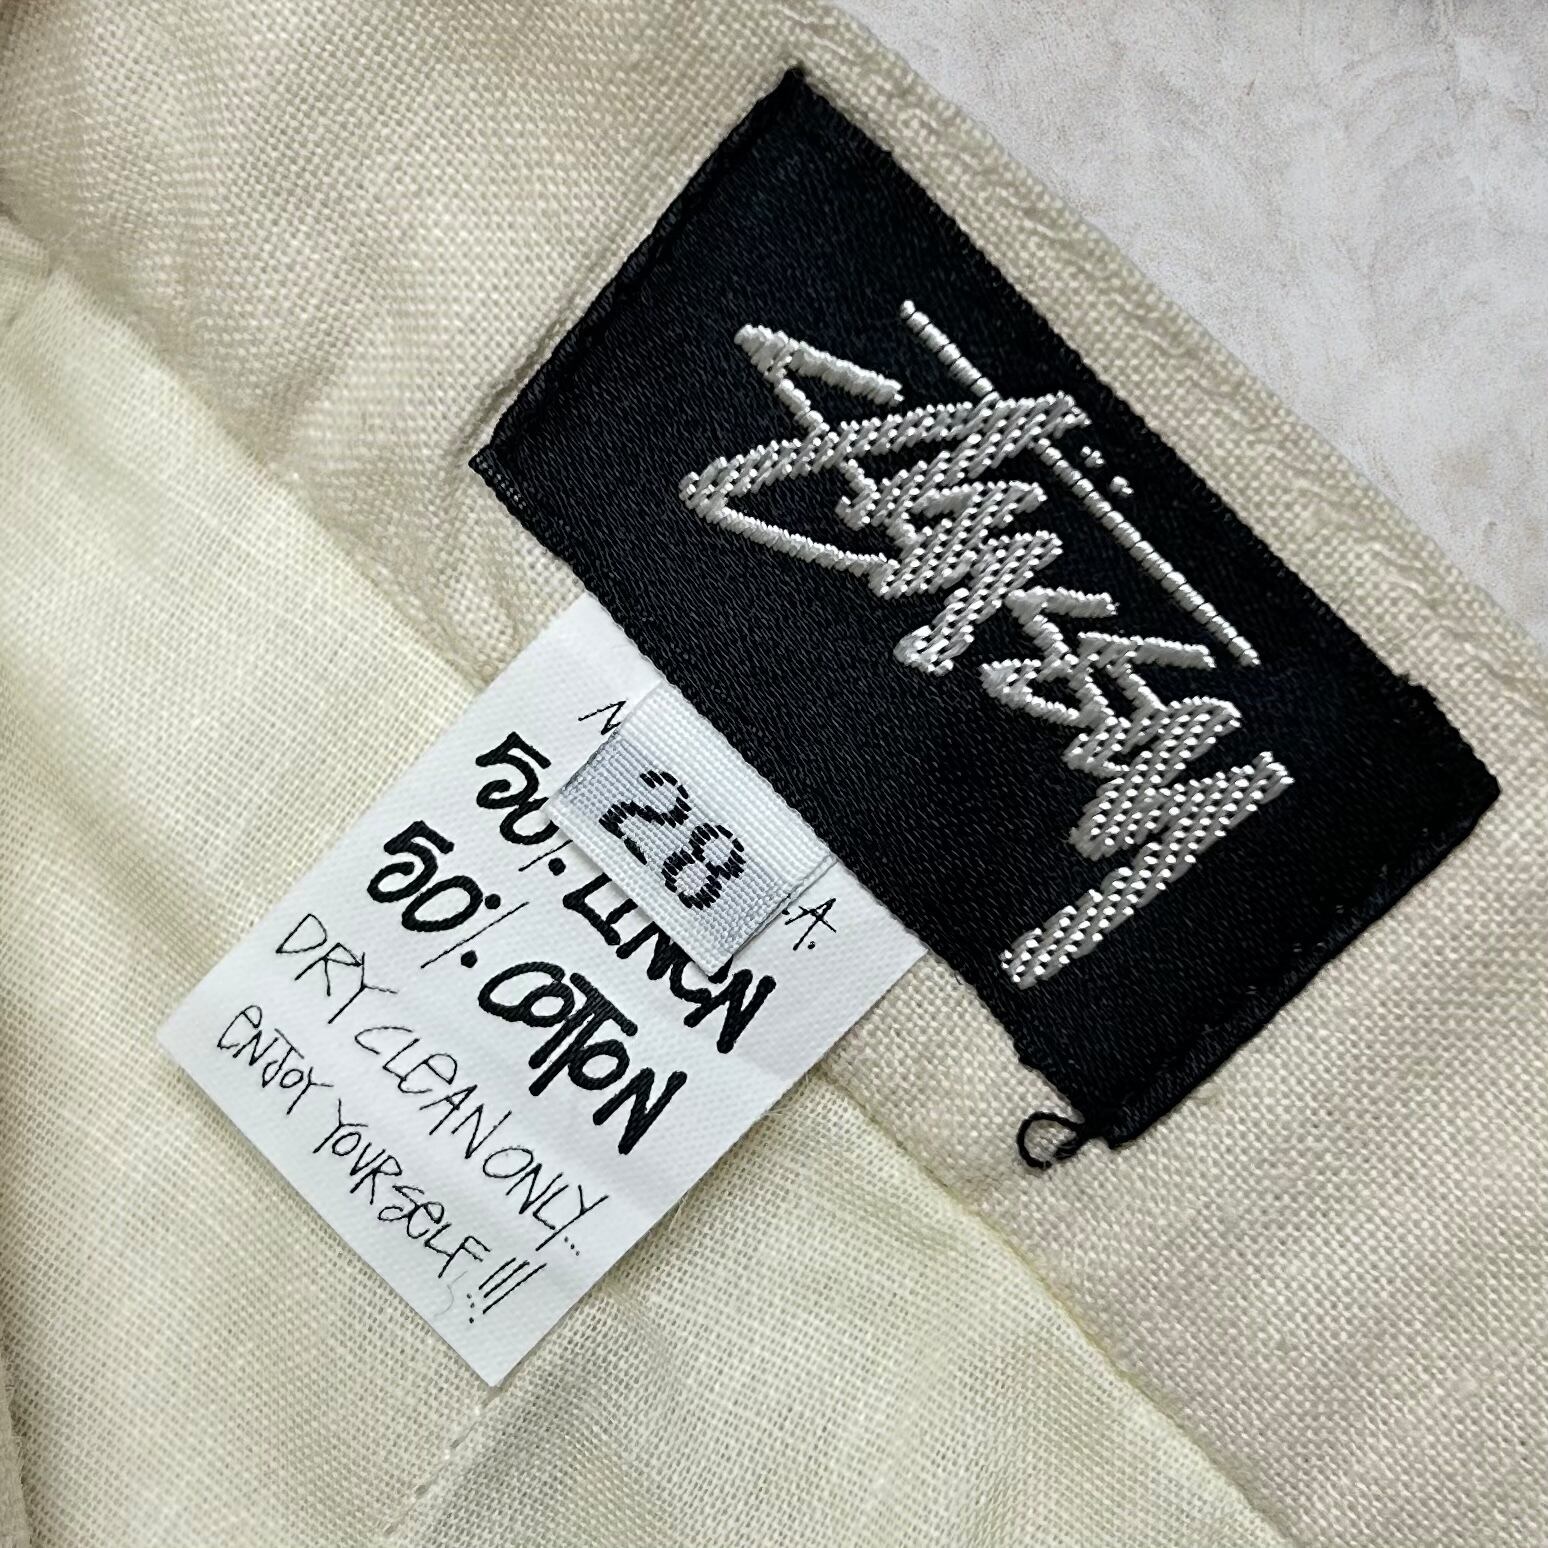 Stüssy
28
50% LINEN
50% COTTON
DRY CLEAN ONLY...
ENJOY YOURSELF,!!!